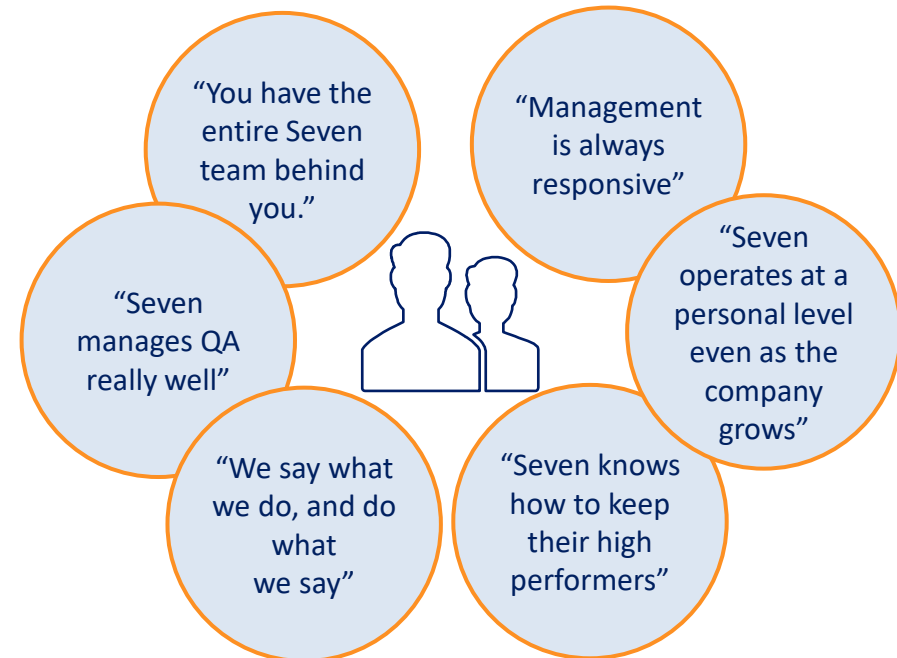 “You have the
entire Seven
team behind
you.”
“Management
is always
responsive”
“Seven
operates at a
personal level
even as the
company
grows”
“Seven knows
how to keep
their high
performers”
“We say what
we do, and do
what
we say”
“Seven
manages QA
really well”